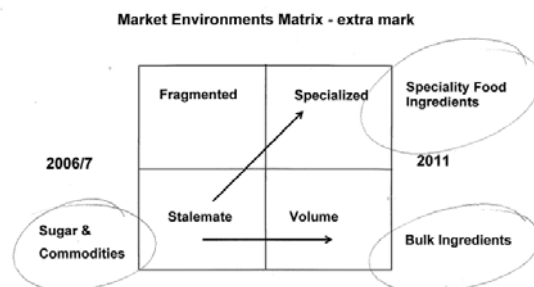 Market Environments Matrix - extra mark
Fragmented
Specialized
Speciality Food
Ingredients
2006/7
2011
Stalemate
Volume
Sugar &
Commodities
Bulk Ingredients